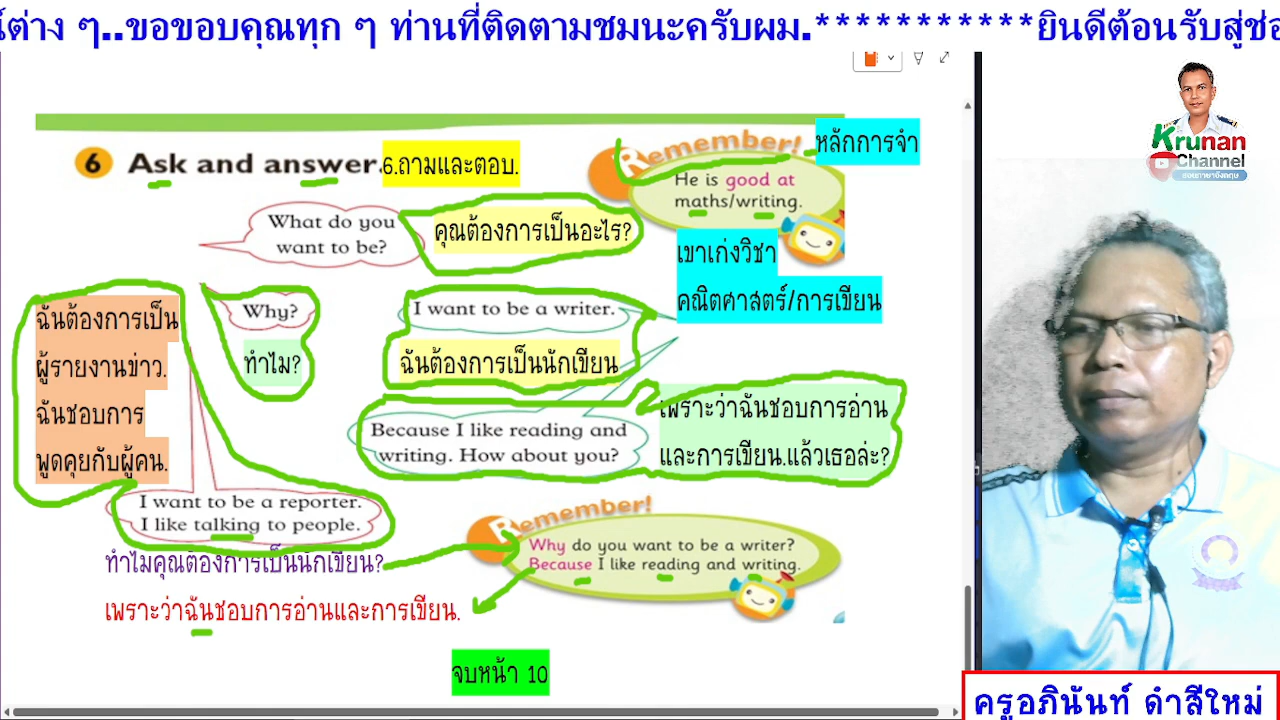 ์ต่าง ๆ..ขอขอบคุณทุก ๆ ท่านที่ติดตามชมนะครับผม.***********ยินดีต้อนรับสู่ช่อ
Krunan
Channel
สอนภาษาอังกฤษ
6 Ask and answer.
6.ถามและตอบ.
Remember!
หลักการจำ
He is good at
maths/writing.
เขาเก่งวิชา
คณิตศาสตร์/การเขียน
What do you
want to be?
คุณต้องการเป็นอะไร?
Why?
ทำไม?
I want to be a writer.
ฉันต้องการเป็นนักเขียน
ฉันต้องการเป็น
ผู้รายงานข่าว.
ฉันชอบการ
พูดคุยกับผู้คน.
Because I like reading and
writing. How about you?
เพราะว่าฉันชอบการอ่าน
และการเขียน.แล้วเธอล่ะ?
I want to be a reporter.
I like talking to people.
Remember!
Why do you want to be a writer?
Because I like reading and writing.
ทำไมคุณต้องการเป็นนักเขียน?
เพราะว่าฉันชอบการอ่านและการเขียน.
จบหน้า 10
ครูอภินันท์ ดำสีใหม่